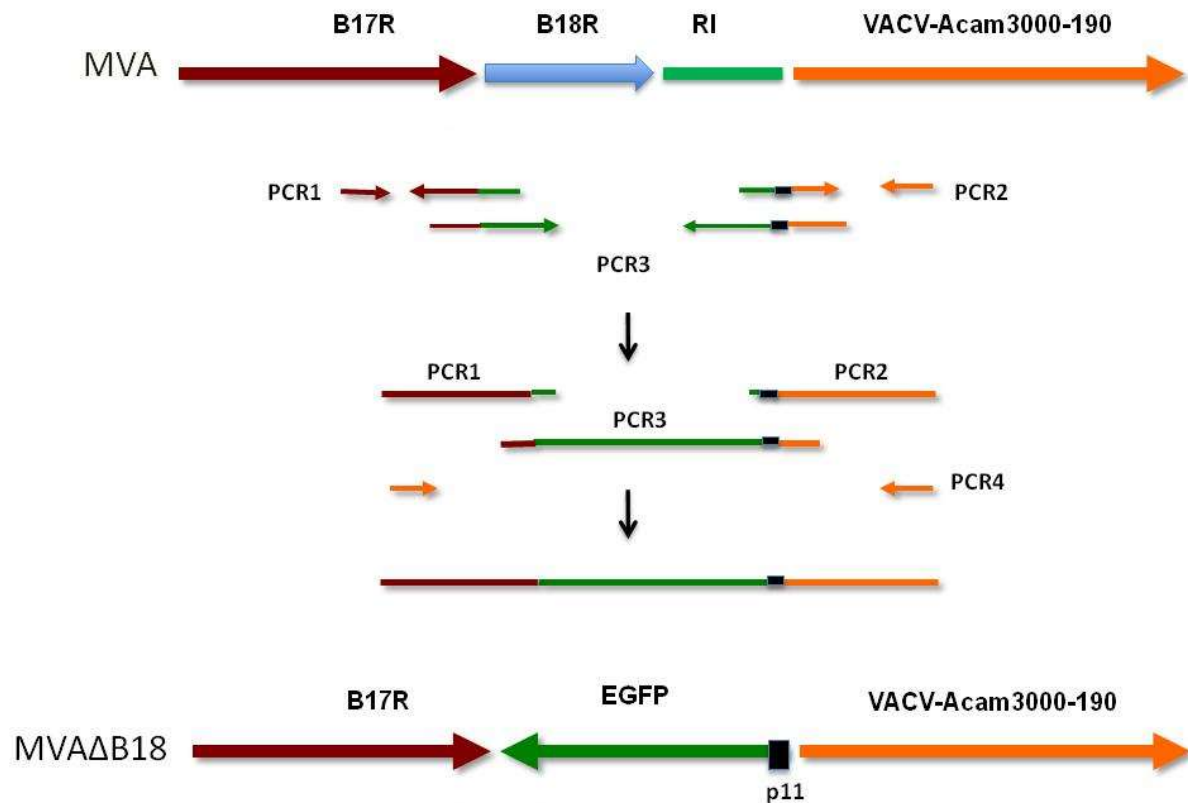 B17R B18R RI VACV-Acam3000-190
MVA
PCR1 PCR2
PCR3
PCR1 PCR2
PCR3
PCR4
B17R EGFP VACV-Acam3000-190
MVAΔB18
p11